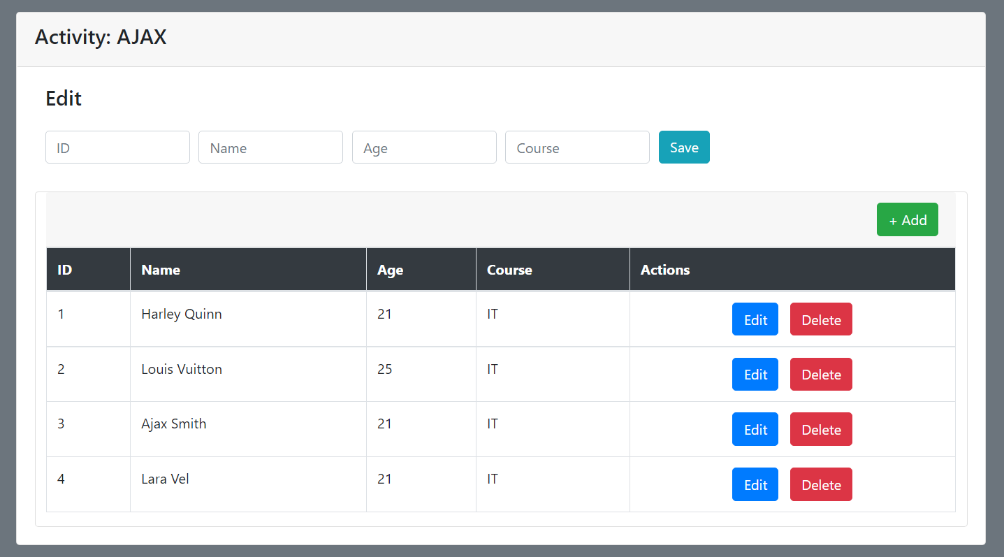 Activity: AJAX
Edit
ID Name Age Course Save
+ Add
ID Name Age Course Actions
1 Harley Quinn 21 IT Edit Delete
2 Louis Vuitton 25 IT Edit Delete
3 Ajax Smith 21 IT Edit Delete
4 Lara Vel 21 IT Edit Delete